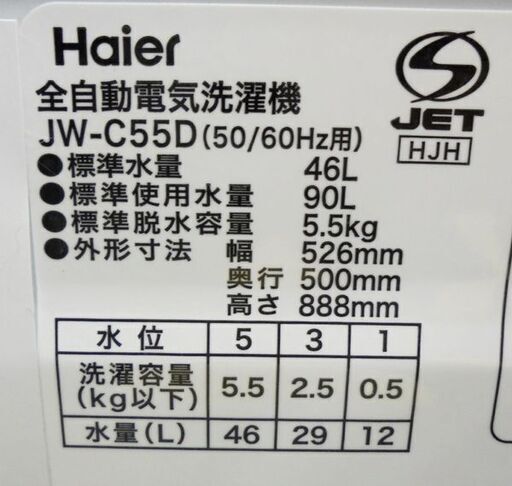 Haier
全自動電気洗濯機
JW-C55D(50/60Hz用)
●標準水量 46L
●標準使用水量 90L
●標準脱水容量 5.5kg
●外形寸法 幅 526mm
奥行 500mm
高さ 888mm
S
JET
HJH
水位 5 3 1
洗濯容量
(kg以下) 5.5 2.5 0.5
水量(L) 46 29 12